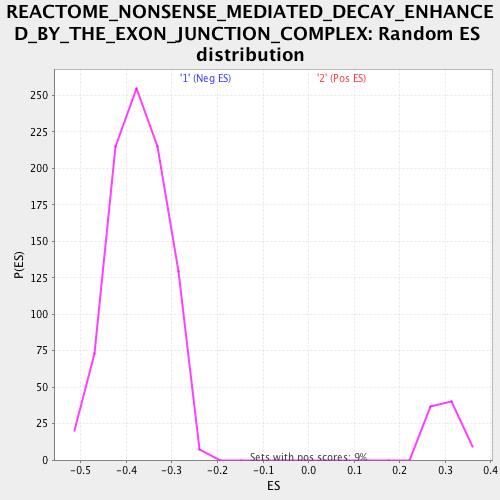 REACTOME_NONSENSE_MEDIATED_DECAY_ENHANCE
D_BY_THE_EXON_JUNCTION_COMPLEX: Random ES
distribution
'1' (Neg ES) '2' (Pos ES)
250
225
200
175
150
125
100
75
50
25
0
P(ES)
Sets with pos scores: 9%
-0.5 -0.4 -0.3 -0.2 -0.1 0.0 0.1 0.2 0.3 0.4
ES